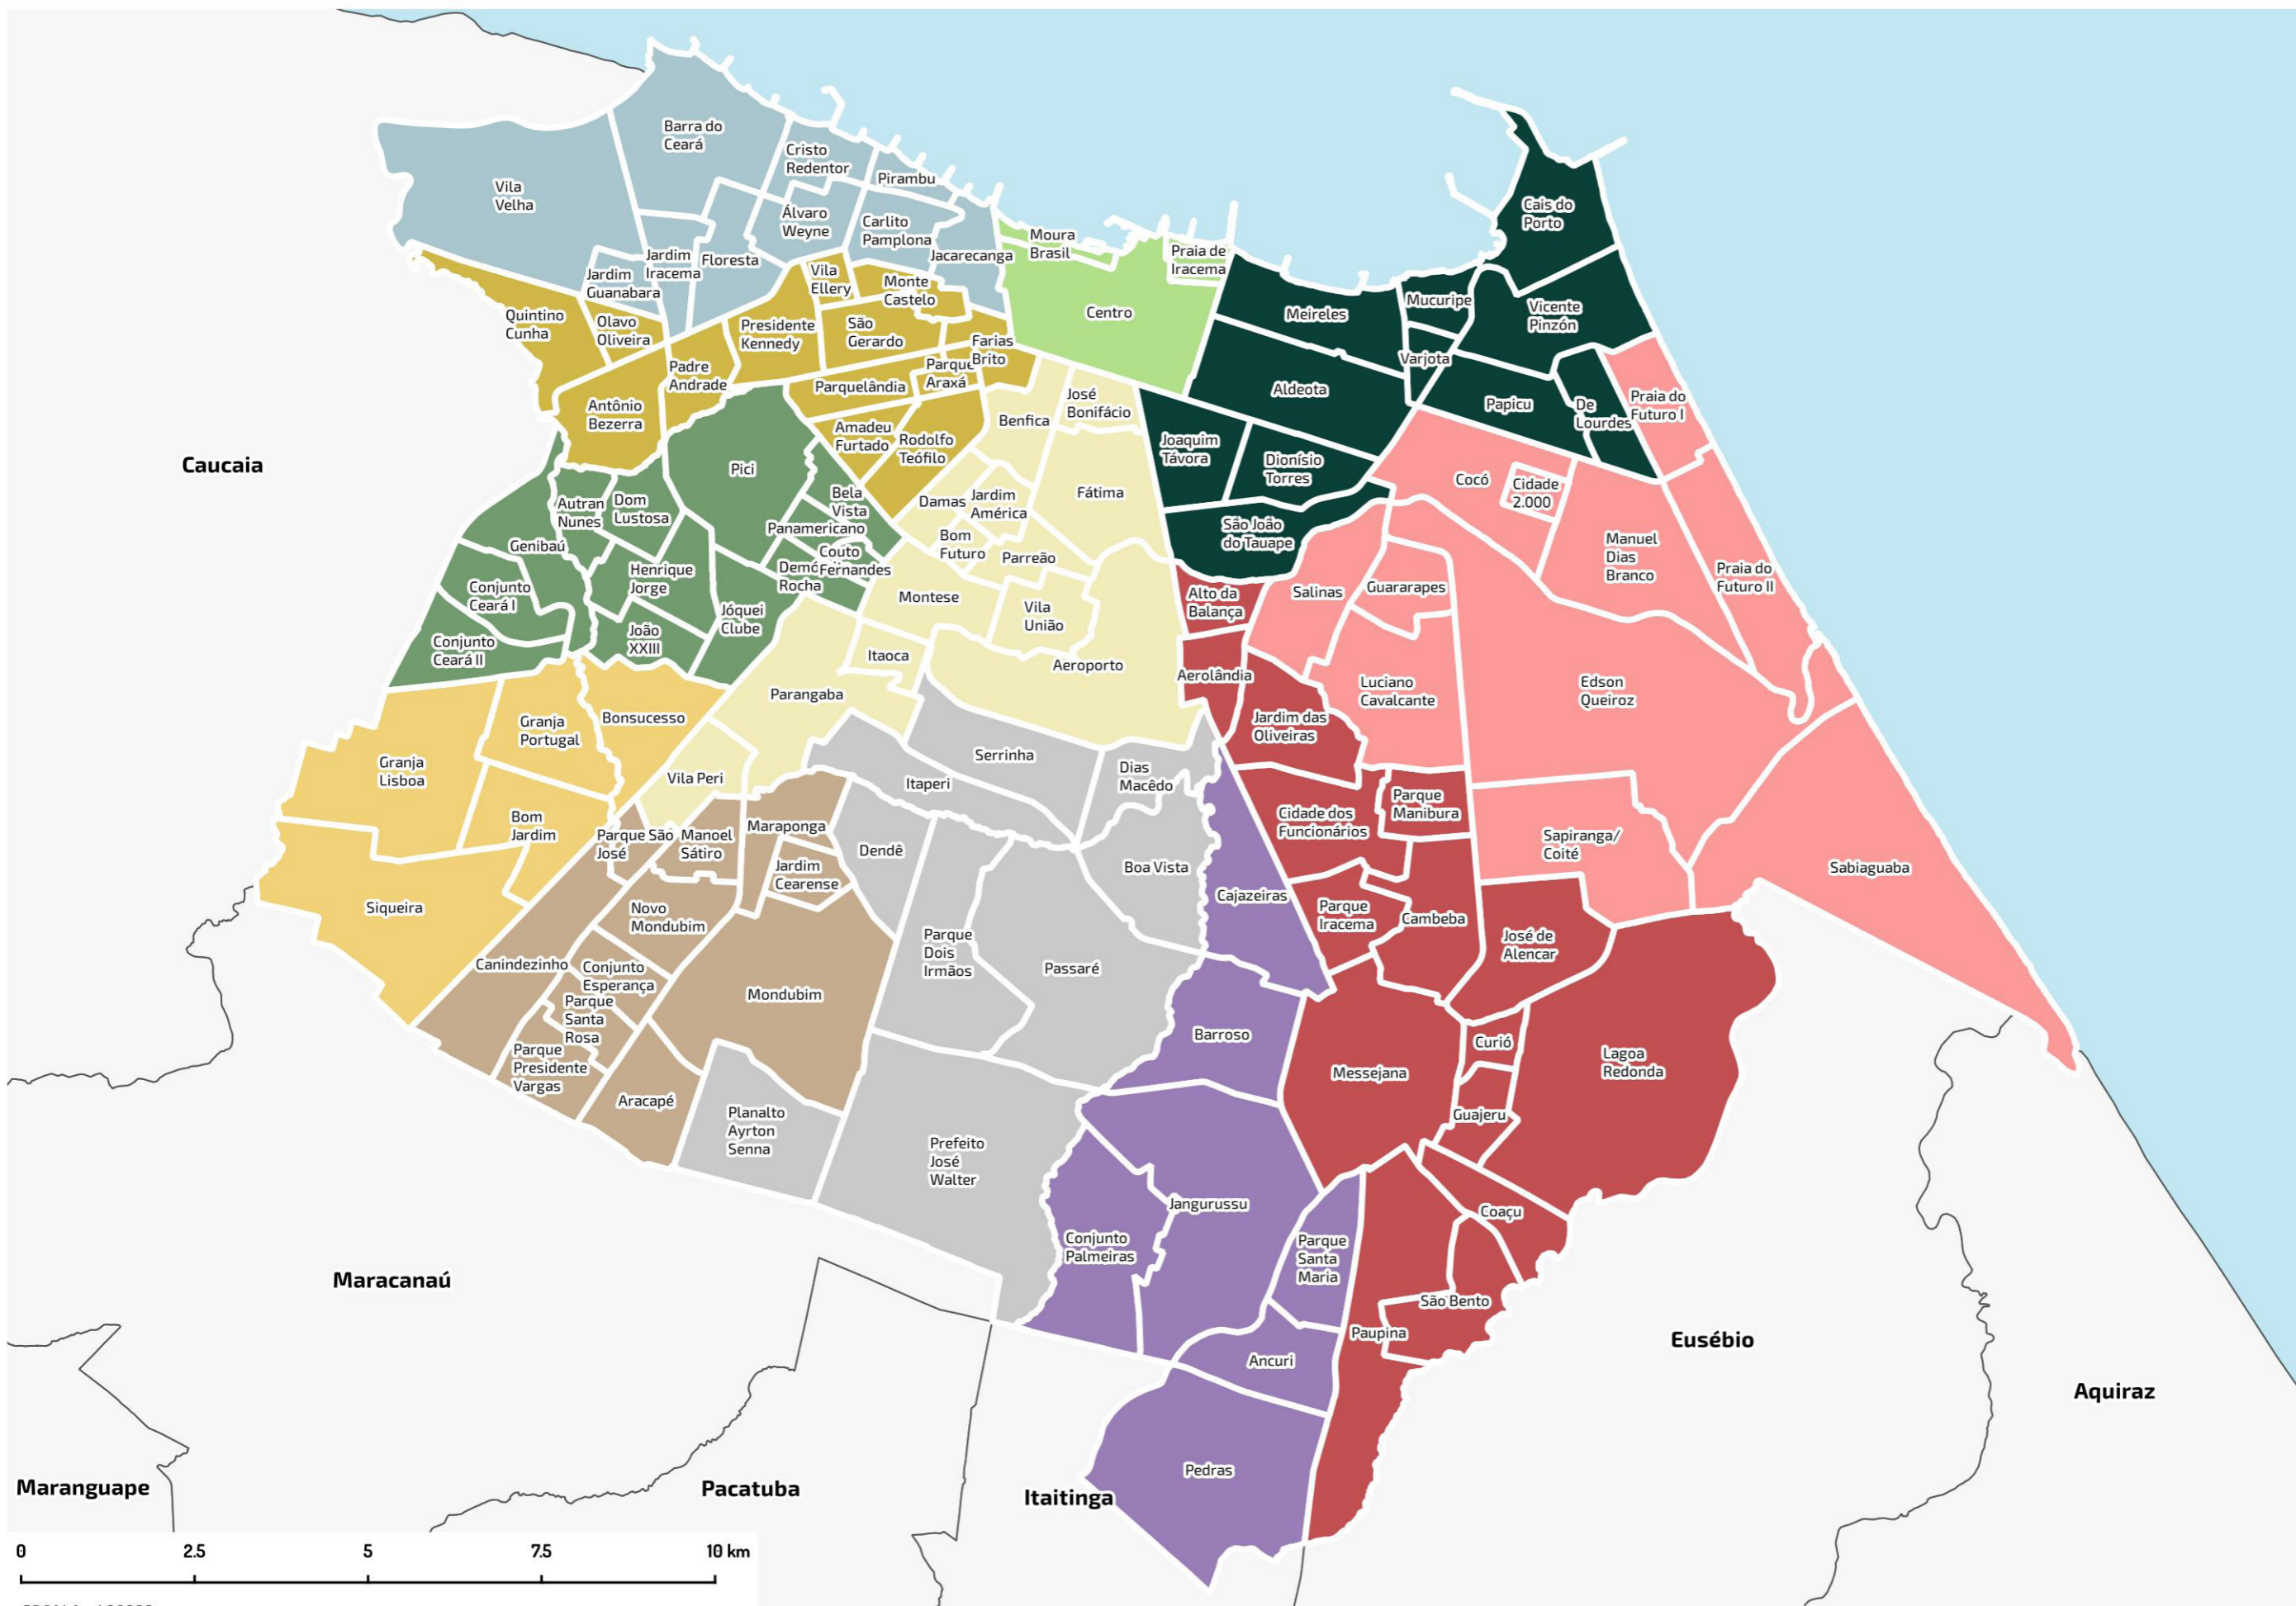 Barra do
Ceará
Cristo
Redentor
Pirambu
Vila
Velha
Álvaro
Weyne
Carlito
Pamplona
Jacarecanga
Jardim
Iracema
Floresta
Jardim
Guanabara
Moura
Brasil
Praia de
Iracema
Centro
Cais do
Porto
Mucuripe
Vicente
Pinzón
Meireles
Varjota
Aldeota
Papicu
De
Lourdes
Praia do
Futuro I
Vila
Ellery
Monte
Castelo
Quintino
Cunha
Olavo
Oliveira
Presidente
Kennedy
São
Gerardo
Farias
Brito
Padre
Andrade
Parquelândia
Parque
Araxá
Antônio
Bezerra
Amadeu
Furtado
Rodolfo
Teófilo
Benfica
José
Bonifácio
Joaquim
Távora
Dionísio
Torres
São João
do Tauape
Cocó
Cidade
2.000
Manuel
Dias
Branco
Praia do
Futuro II
Caucaia
Pici
Autran
Nunes
Dom
Lustosa
Bela
Vista
Panamericano
Couto
Fernandes
Demó
Rocha
Genibaú
Henrique
Jorge
Conjunto
Ceará I
Jóquei
Clube
João
XXIII
Conjunto
Ceará II
Damas
Jardim
América
Fátima
Bom
Futuro
Parreão
Montese
Vila
União
Itaoca
Aeroporto
Parangaba
Vila Peri
Alto da
Balança
Aerolândia
Salinas
Guararapes
Luciano
Cavalcante
Edson
Queiroz
Jardim das
Oliveiras
Granja
Portugal
Bonsucesso
Granja
Lisboa
Bom
Jardim
Siqueira
Serrinha
Itaperi
Dias
Macêdo
Dendê
Boa Vista
Parque
Dois
Irmãos
Passaré
Cidade dos
Funcionários
Parque
Manibura
Sapiranga/
Coité
Sabiaguaba
Cajazeiras
Parque
Iracema
Cambeba
José de
Alencar
Parque São
José
Manoel
Sátiro
Maraponga
Jardim
Cearense
Novo
Mondubim
Canindezinho
Conjunto
Esperança
Parque
Santa
Rosa
Parque
Presidente
Vargas
Mondubim
Aracapé
Planalto
Ayrton
Senna
Prefeito
José
Walter
Barroso
Messejana
Curió
Lagoa
Redonda
Guajeru
Jangurussu
Conjunto
Palmeiras
Parque
Santa
Maria
Coaçu
São Bento
Paupina
Ancuri
Pedras
Maracanaú
Eusébio
Aquiraz
Maranguape
Pacatuba
Itaitinga
0 2.5 5 7.5 10 km